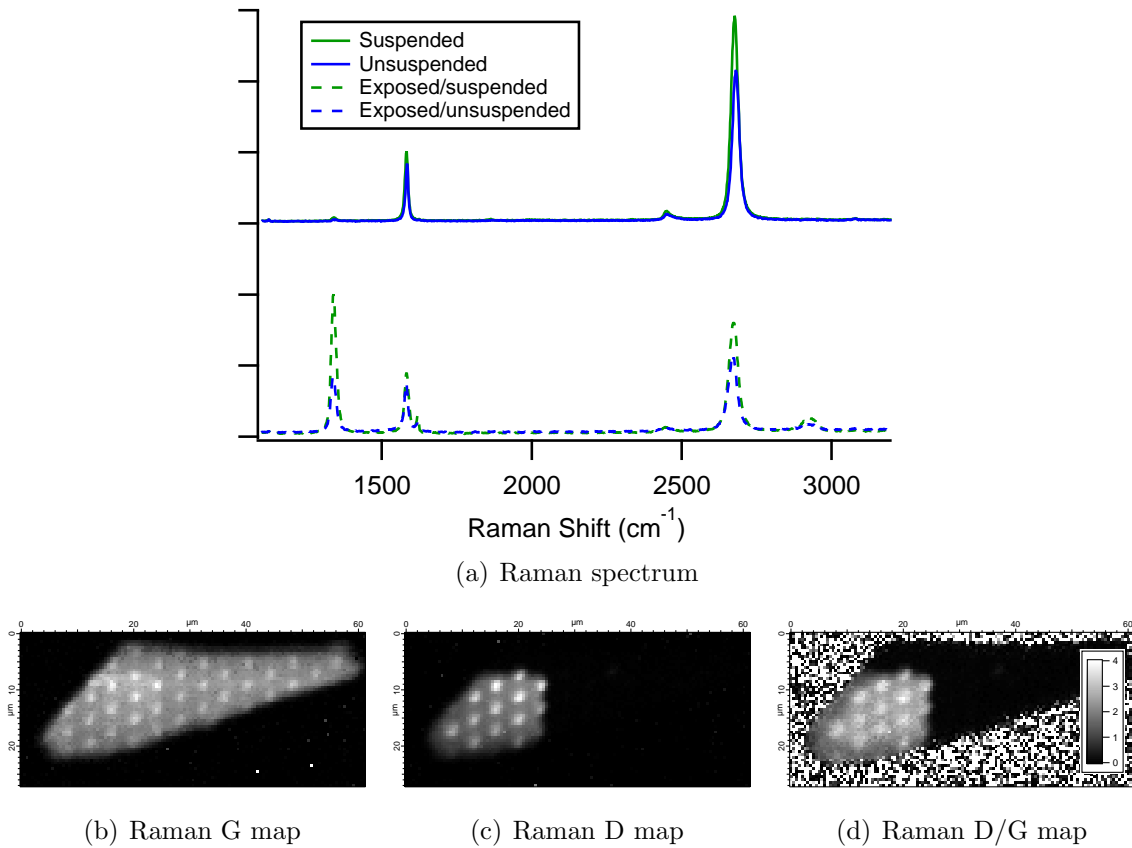 Suspended
Unsuspended
Exposed/suspended
Exposed/unsuspended
1500 2000 2500 3000
Raman Shift (cm⁻¹)
(a) Raman spectrum
0 20 µm 40 60
0
10
µm
20
0 20 µm 40 60
0
10
µm
20
0 20 µm 40 60
0
10
µm
20
4
3
2
1
0
(b) Raman G map
(c) Raman D map
(d) Raman D/G map